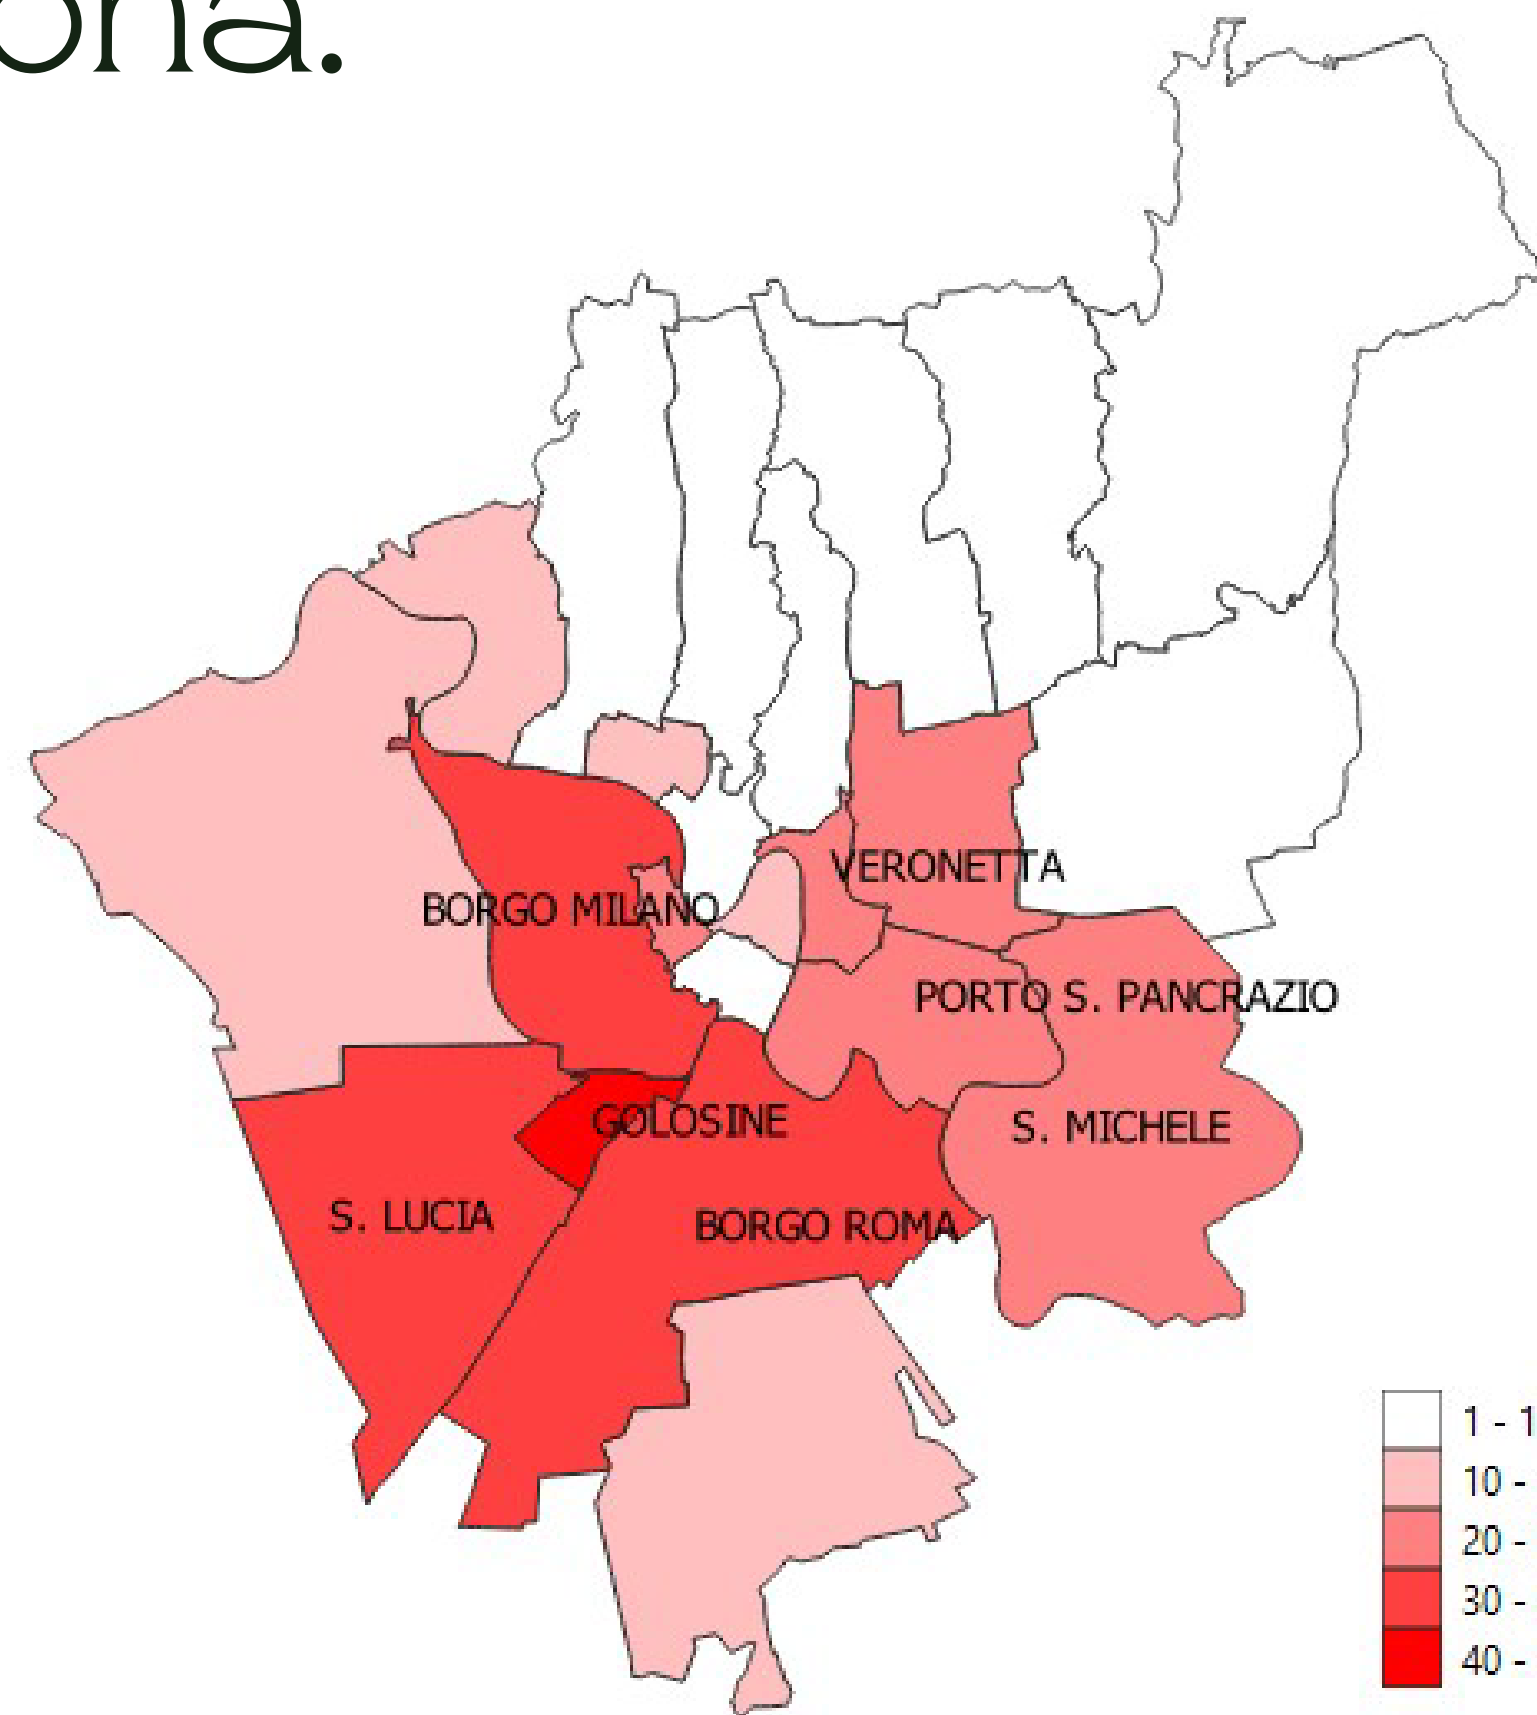 ona.
VERONETTA
BORGO MILANO
PORTO S. PANCRAZIO
GOLOSINE
S. MICHELE
S. LUCIA
BORGO ROMA
1 - 1
10 -
20 -
30 -
40 -